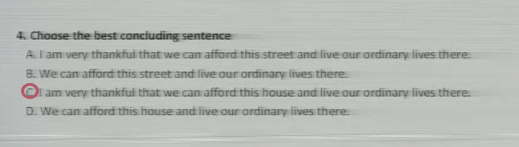 4. Choose the best concluding sentence
A. I am very thankful that we can afford this street and live our ordinary lives there.
B. We can afford this street and live our ordinary lives there.
C. I am very thankful that we can afford this house and live our ordinary lives there.
D. We can afford this house and live our ordinary lives there.